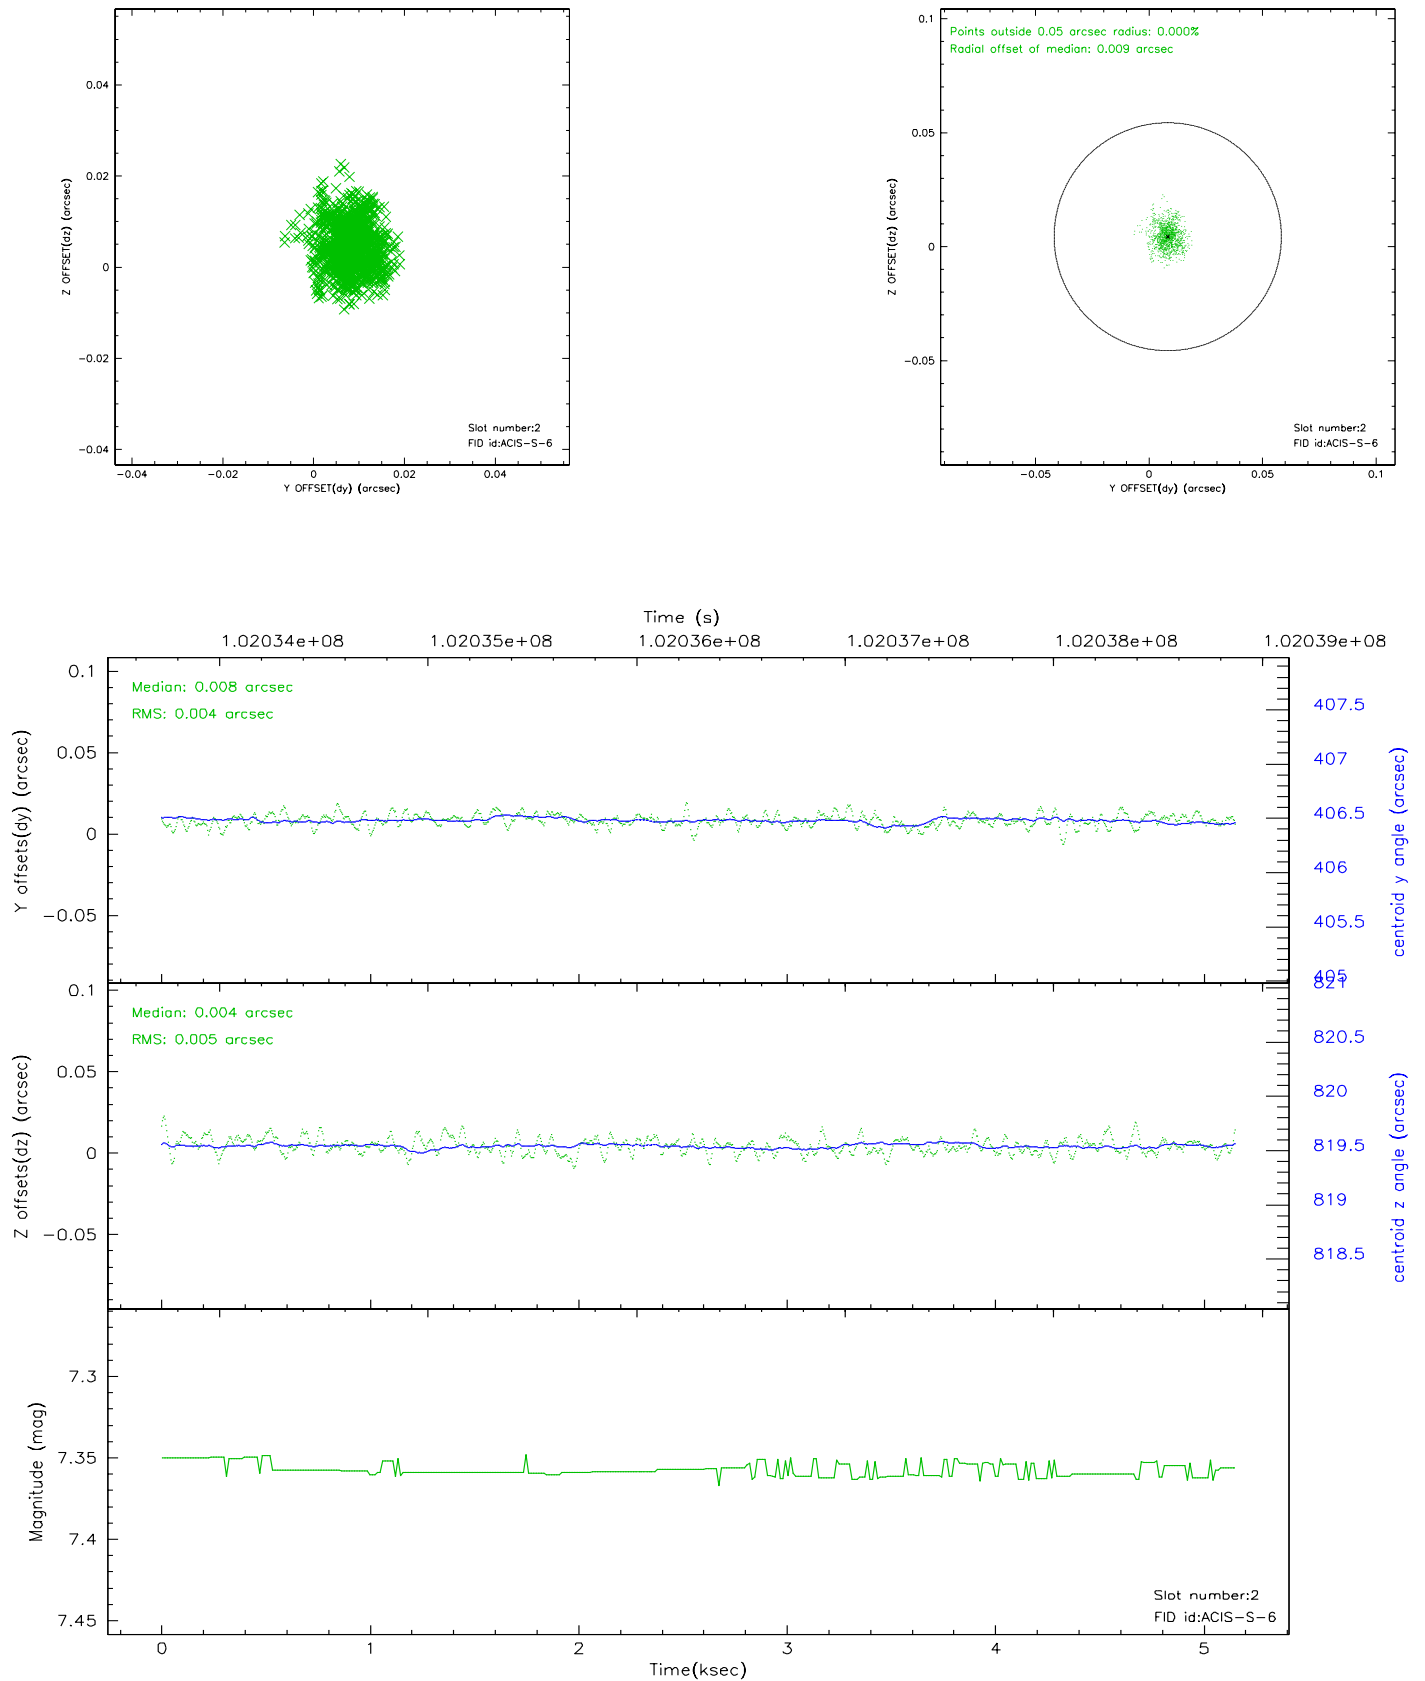 0.04
0.02
0
−0.02
−0.04
Z OFFSET(dz) (arcsec)
Slot number:2
FID id:ACIS−S−6
−0.04
−0.02
0
0.02
0.04
Y OFFSET(dy) (arcsec)
0.1
0.05
0
−0.05
Z OFFSET(dz) (arcsec)
Points outside 0.05 arcsec radius: 0.000%
Radial offset of median: 0.009 arcsec
Slot number:2
FID id:ACIS−S−6
−0.05
0
0.05
0.1
Y OFFSET(dy) (arcsec)
Time (s)
1.02034e+08
1.02035e+08
1.02036e+08
1.02037e+08
1.02038e+08
1.02039e+08
0.1
0.05
0
−0.05
Y offsets(dy) (arcsec)
Median: 0.008 arcsec
RMS: 0.004 arcsec
407.5
407
406.5
406
405.5
405
centroid y angle (arcsec)
0.1
0.05
0
−0.05
Z offsets(dz) (arcsec)
Median: 0.004 arcsec
RMS: 0.005 arcsec
821
820.5
820
819.5
819
818.5
centroid z angle (arcsec)
7.3
7.35
7.4
7.45
Magnitude (mag)
Slot number:2
FID id:ACIS−S−6
0
1
2
3
4
5
Time(ksec)